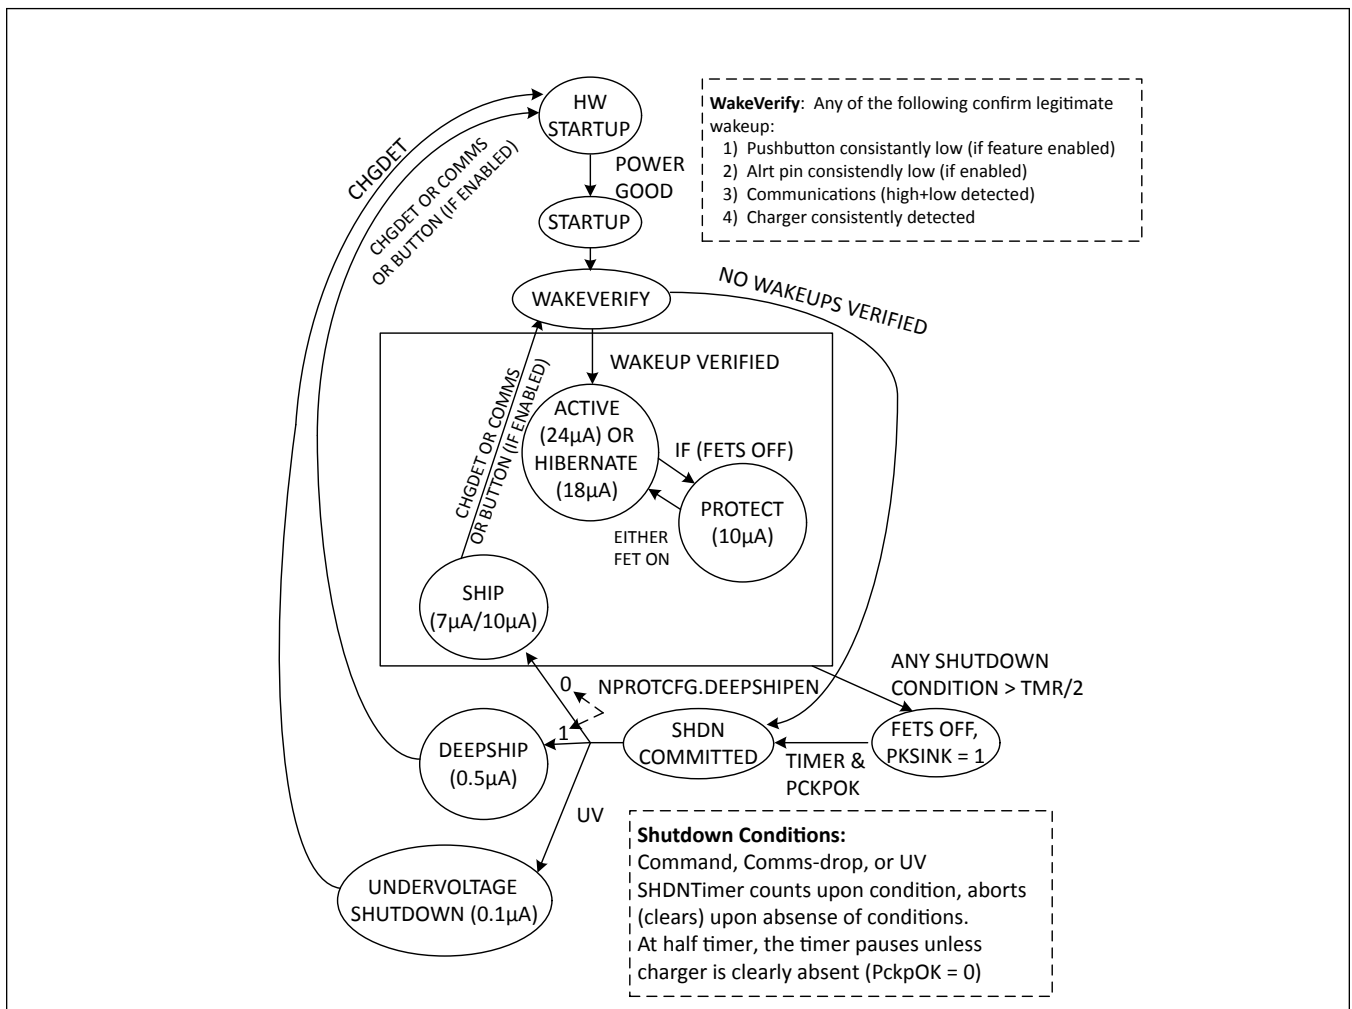 HW
STARTUP
WakeVerify:  Any of the following confirm legitimate
wakeup:
1) Pushbutton consistantly low (if feature enabled)
2) Alrt pin consistendly low (if enabled)
3) Communications (high+low detected)
4) Charger consistently detected
CHGDET
CHGDET OR COMMS
OR BUTTON (IF ENABLED)
POWER
GOOD
STARTUP
WAKEVERIFY
NO WAKEUPS VERIFIED
WAKEUP VERIFIED
CHGDET OR COMMS
OR BUTTON (IF ENABLED)
ACTIVE
(24µA) OR
HIBERNATE
(18µA)
IF (FETS OFF)
PROTECT
(10µA)
EITHER
FET ON
SHIP
(7µA/10µA)
ANY SHUTDOWN
CONDITION > TMR/2
0
NPROTCFG.DEEPSHIPEN
1
DEEPSHIP
(0.5µA)
SHDN
COMMITTED
TIMER &
PCKPOK
FETS OFF,
PKSINK = 1
UV
UNDERVOLTAGE
SHUTDOWN (0.1µA)
Shutdown Conditions:
Command, Comms-drop, or UV
SHDNTimer counts upon condition, aborts
(clears) upon absense of conditions.
At half timer, the timer pauses unless
charger is clearly absent (PckpOK = 0)